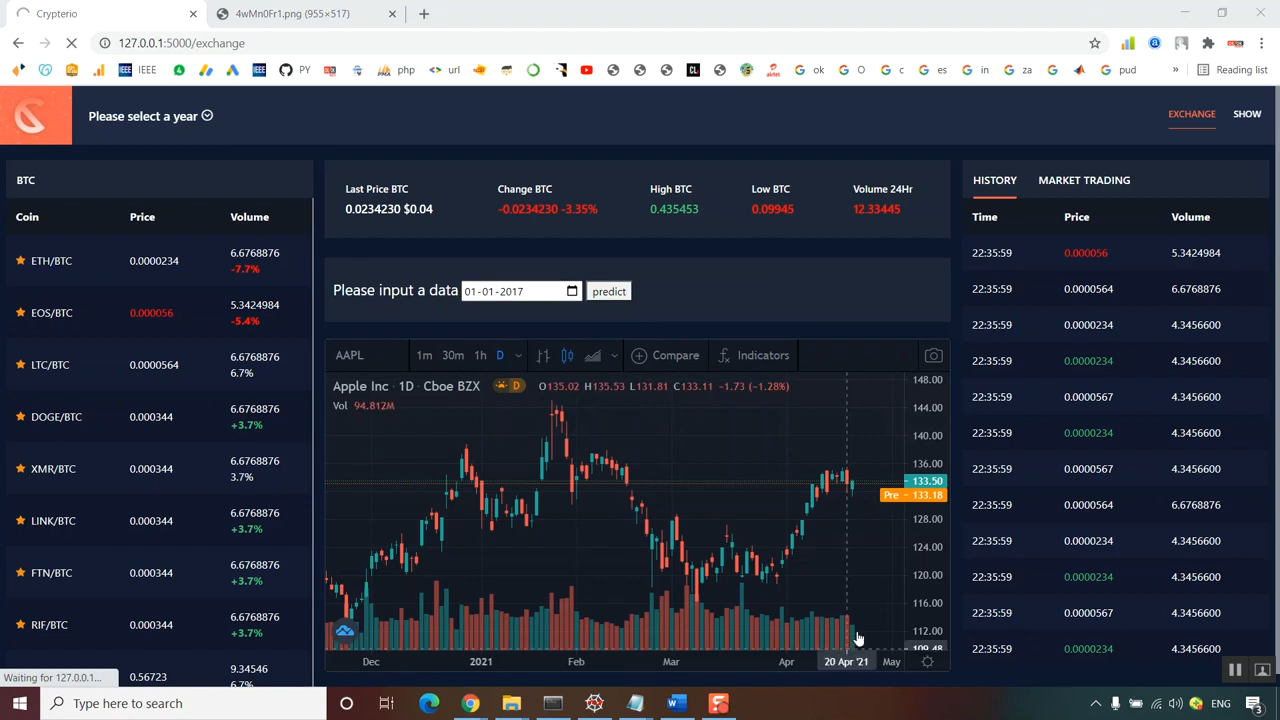 Crypterio
4wMn0Fr1.png (955×517)
127.0.0.1:5000/exchange
IEEE
IEEE
PY
php
url
CL
airtel
ok
O
c
es
in
za
pud
»
Reading list
Please select a year
EXCHANGE
SHOW
BTC
Coin Price Volume
ETH/BTC 0.0000234 6.6768876
-7.7%
EOS/BTC 0.000056 5.3424984
-5.4%
LTC/BTC 0.0000564 6.6768876
6.7%
DOGE/BTC 0.000344 6.6768876
+3.7%
XMR/BTC 0.000344 6.6768876
3.7%
LINK/BTC 0.000344 6.6768876
+3.7%
FTN/BTC 0.000344 6.6768876
+3.7%
RIF/BTC 0.000344 6.6768876
+3.7%
0.56723 9.34546
6.7%
Last Price BTC Change BTC High BTC Low BTC Volume 24Hr
0.0234230 $0.04 -0.0234230 -3.35% 0.435453 0.09945 12.33445
Please input a data 01-01-2017 predict
AAPL 1m 30m 1h D Compare Indicators
Apple Inc · 1D · Cboe BZX D O135.02 H135.53 L131.81 C133.11 -1.73 (-1.28%)
Vol 94.812M
148.00
144.00
140.00
136.00
133.50
Pre 133.18
128.00
124.00
120.00
116.00
112.00
109.48
Dec 2021 Feb Mar Apr 20 Apr '21 May
HISTORY MARKET TRADING
Time Price Volume
22:35:59 0.000056 5.3424984
22:35:59 0.0000564 6.6768876
22:35:59 0.0000234 4.3456600
22:35:59 0.0000234 4.3456600
22:35:59 0.0000567 4.3456600
22:35:59 0.0000234 4.3456600
22:35:59 0.0000567 4.3456600
22:35:59 0.0000564 6.6768876
22:35:59 0.0000234 4.3456600
22:35:59 0.0000234 4.3456600
22:35:59 0.0000567 4.3456600
22:35:59 0.0000234 4.3456600
Waiting for 127.0.0.1...
Type here to search
ENG
3